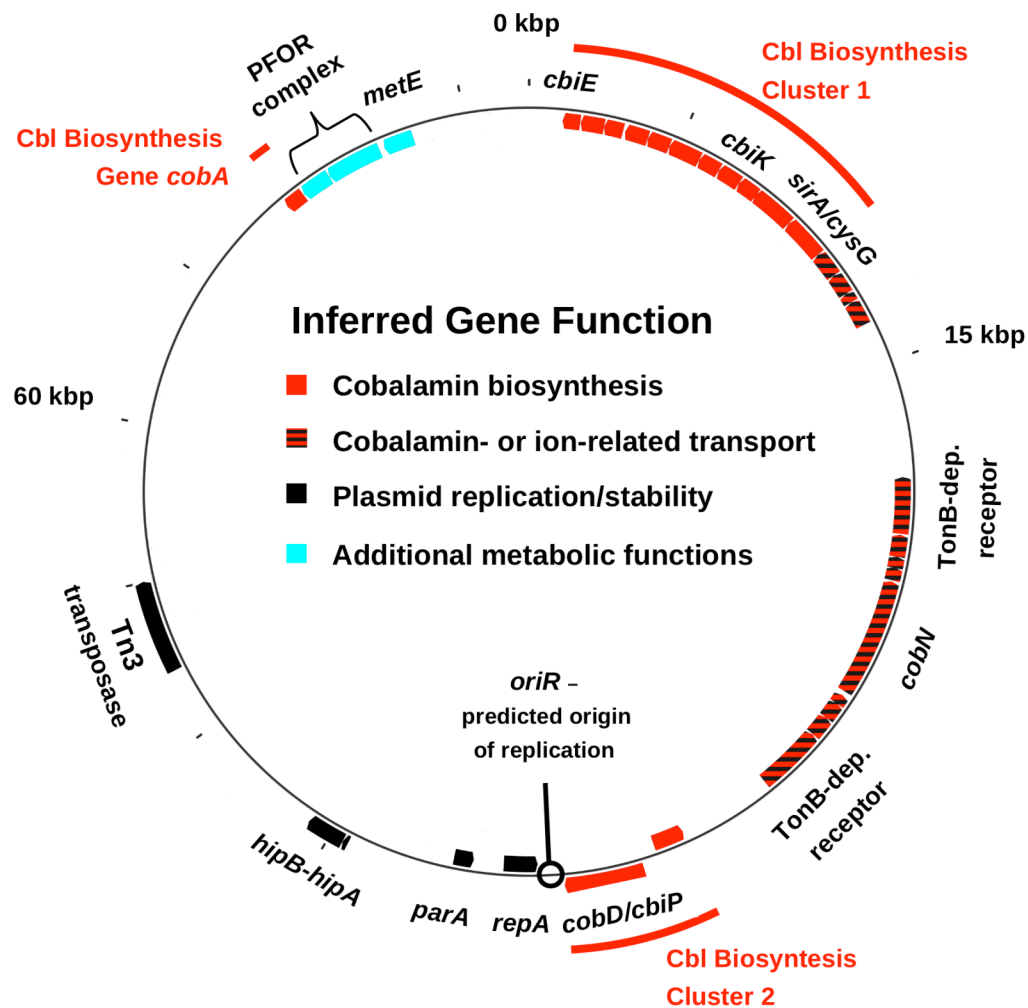 0 kbp
Cbl Biosynthesis
Cluster 1
PFOR
complex
metE
cbiE
Cbl Biosynthesis
Gene cobA
cbiK
sirA/cysG
Inferred Gene Function
15 kbp
Cobalamin biosynthesis
60 kbp
Cobalamin- or ion-related transport
Plasmid replication/stability
TonB-dep.
receptor
Additional metabolic functions
Tn3
transposase
cobN
oriR –
predicted origin
of replication
TonB-dep.
receptor
hipB-hipA
parA
repA
cobD/cbiP
Cbl Biosyntesis
Cluster 2